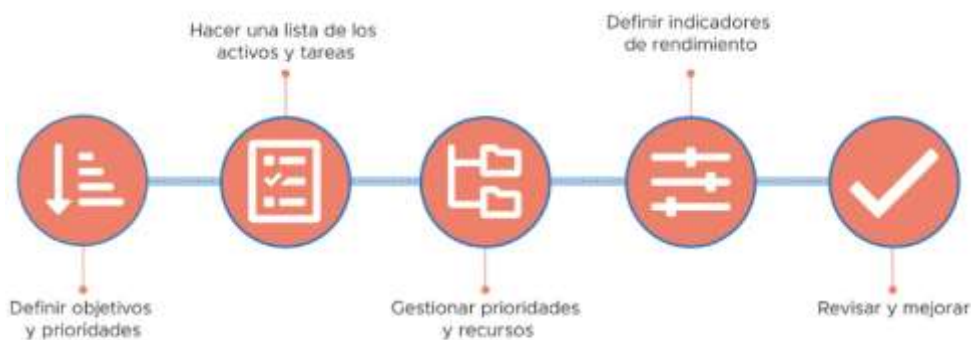 Hacer una lista de los
activos y tareas
Definir indicadores
de rendimiento
Definir objetivos
y prioridades
Gestionar prioridades
y recursos
Revisar y mejorar